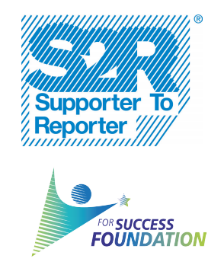 S2R®
Supporter To
Reporter
FOR SUCCESS
FOUNDATION